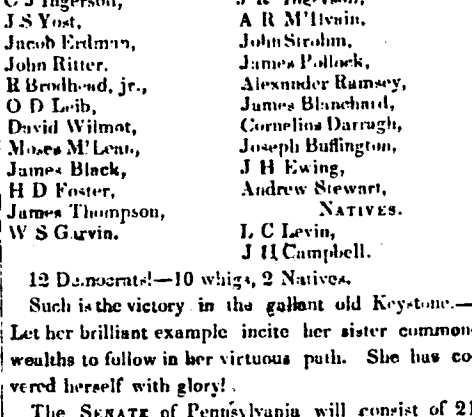 C J Ingerson,
J S Yost,
Jacob Erdman,
John Ritter,
R Brodhead, jr.,
O D Leib,
David Wilmot,
Moses M'Lean,
James Black,
H D Foster,
James Thompson,
W S Garvin.
J R Ingersoll,
A R M'Ilvain,
John Strohm,
James Pollock,
Alexander Ramsey,
James Blanchard,
Cornelius Darragh,
Joseph Buffington,
J H Ewing,
Andrew Stewart,
NATIVES.
L C Levin,
J H Campbell.
12 Democrats!—10 whigs, 2 Natives.
Such is the victory in the gallant old Keystone.—
Let her brilliant example incite her sister common-
wealths to follow in her virtuous path. She has co-
vered herself with glory!
The SENATE of Pennsylvania will consist of 21